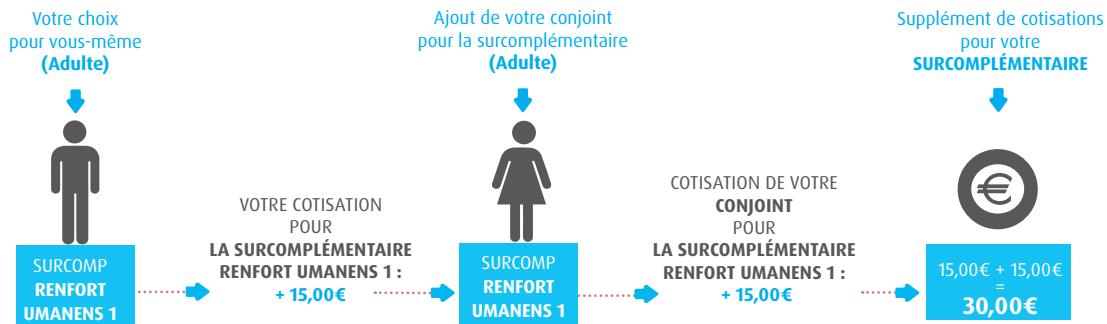 Votre choix
pour vous-même
(Adulte)
SURCOMP
RENFORT
UMANENS 1
VOTRE COTISATION
POUR
LA SURCOMPLÉMENTAIRE
RENFORT UMANENS 1 :
+ 15,00€
Ajout de votre conjoint
pour la surcomplémentaire
(Adulte)
SURCOMP
RENFORT
UMANENS 1
COTISATION DE VOTRE
CONJOINT
POUR
LA SURCOMPLÉMENTAIRE
RENFORT UMANENS 1 :
+ 15,00€
Supplément de cotisations
pour votre
SURCOMPLÉMENTAIRE
€
15,00€ + 15,00€
=
30,00€